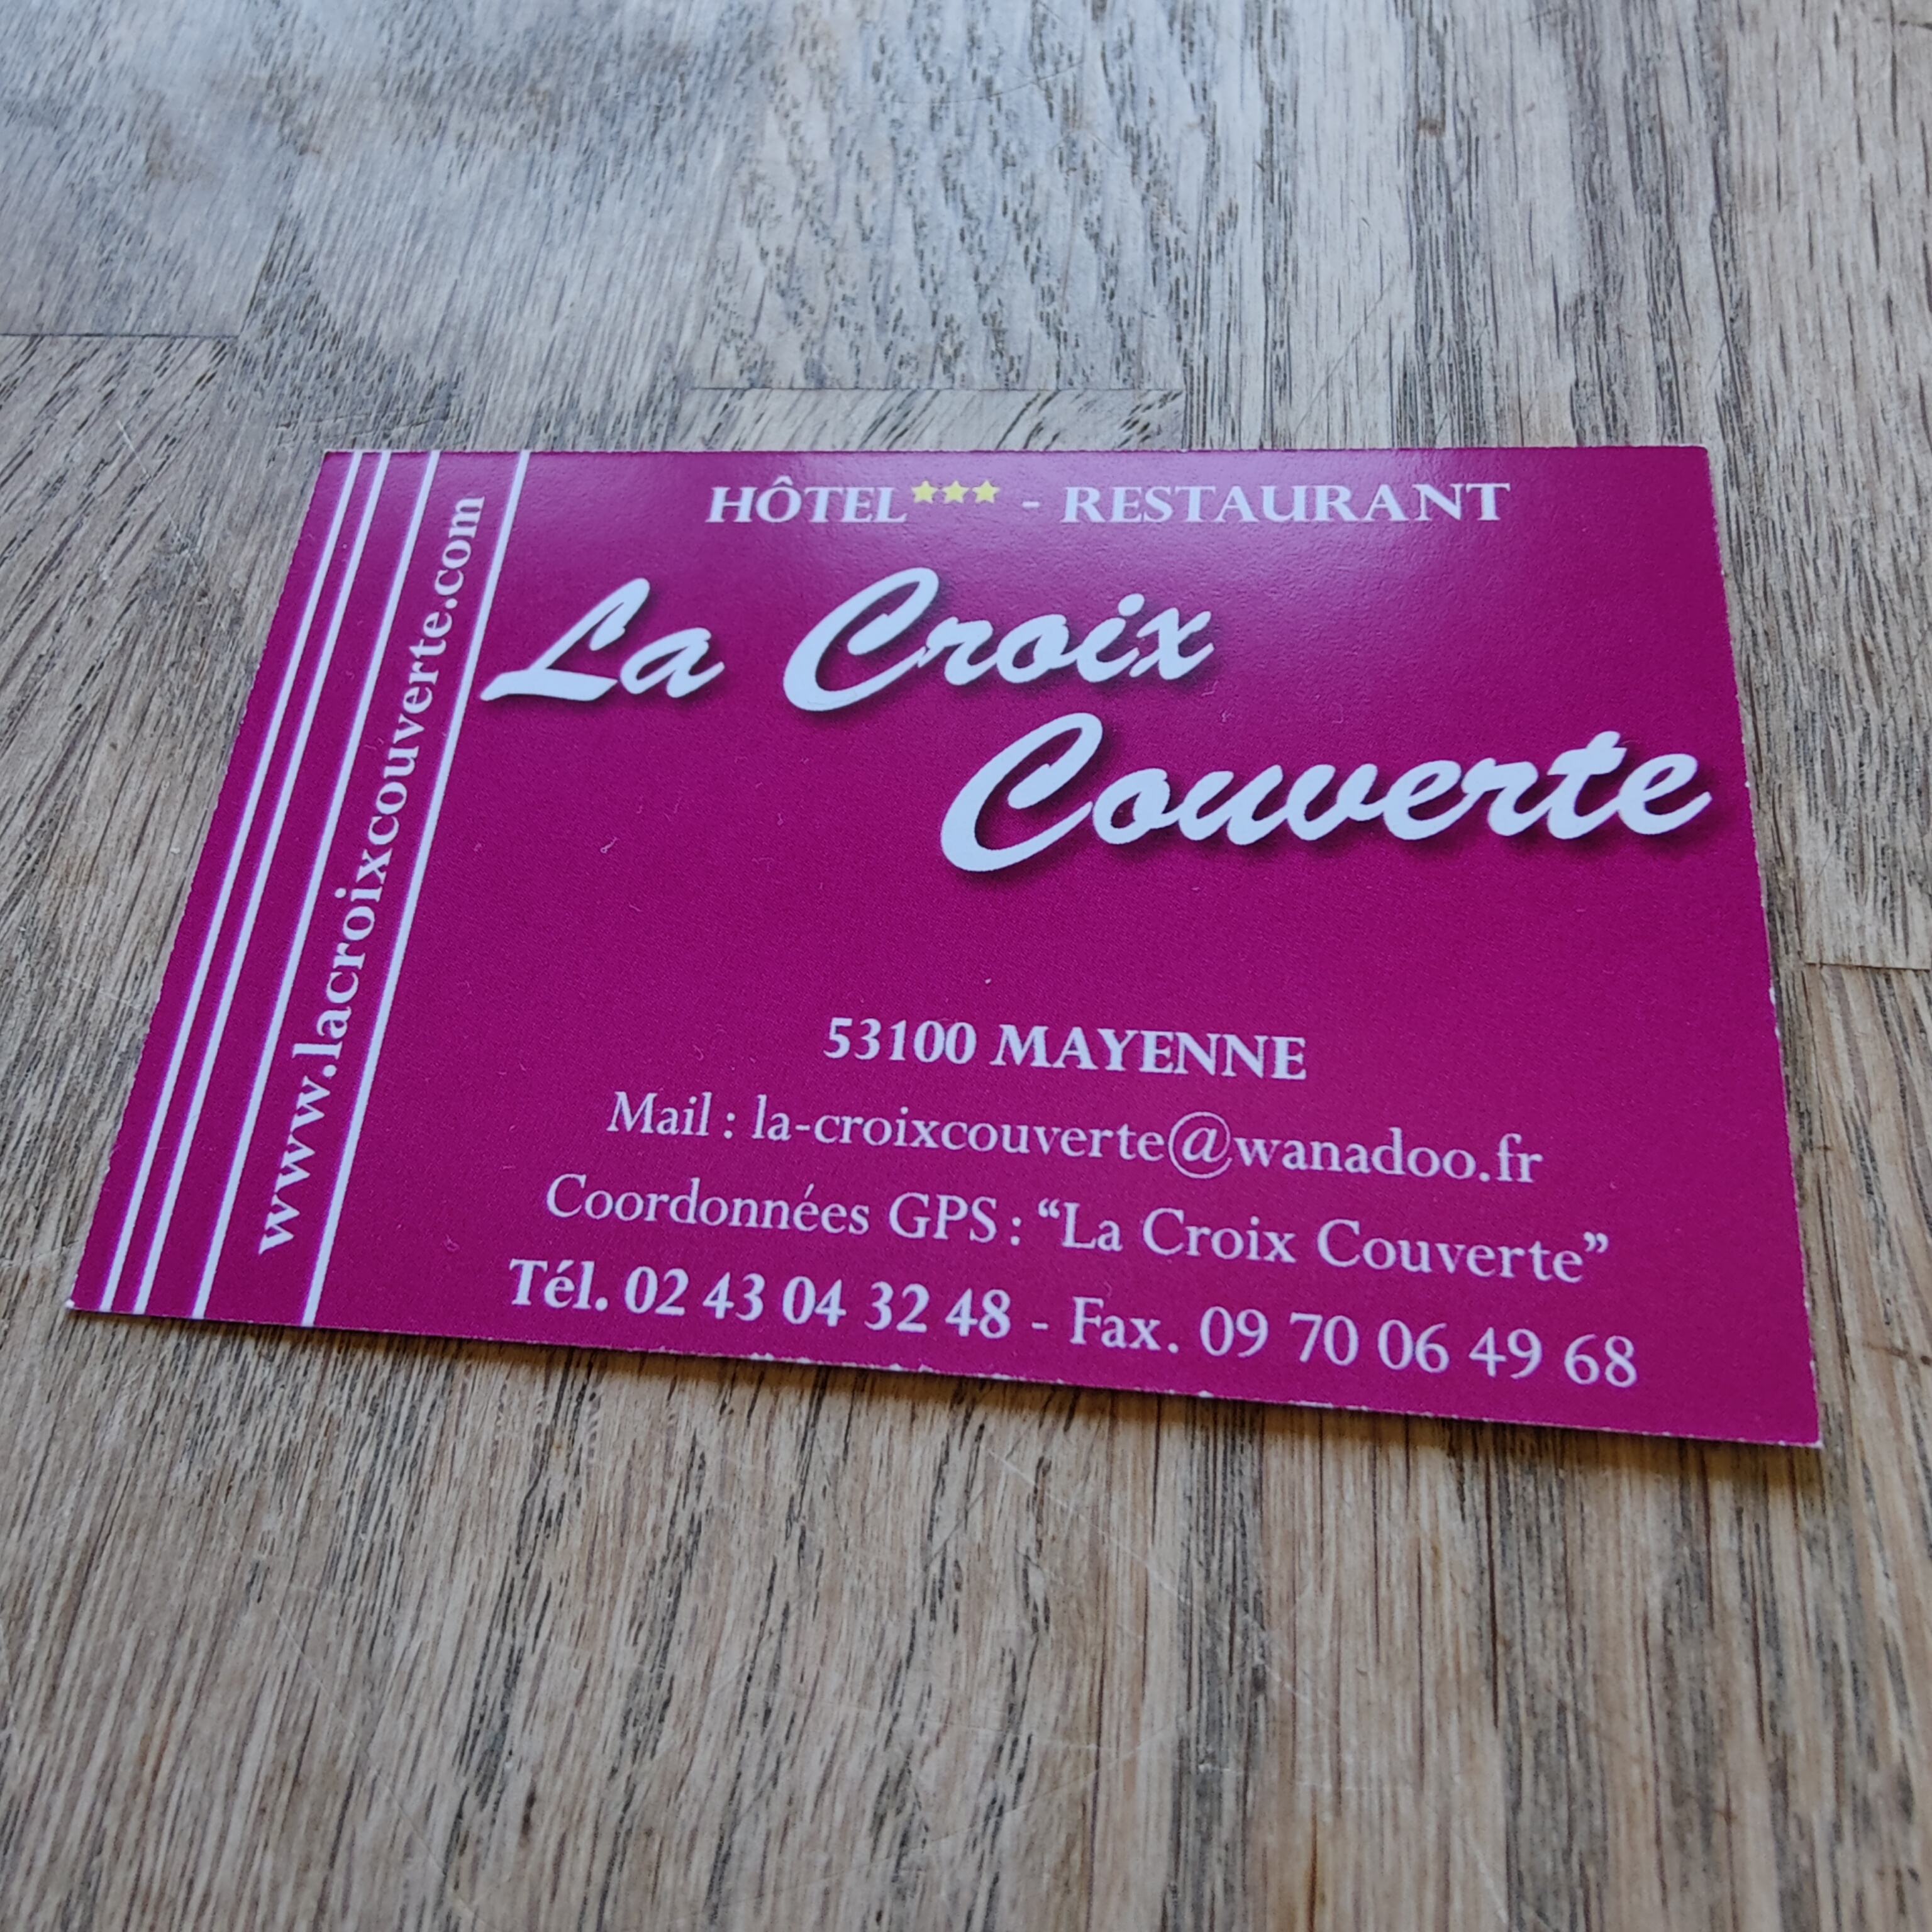 HÔTEL*** - RESTAURANT
La Croix
Couverte
53100 MAYENNE
Mail : la-croixcouverte@wanadoo.fr
Coordonnées GPS : “La Croix Couverte”
Tél. 02 43 04 32 48 - Fax. 09 70 06 49 68
www.lacroixcouverte.com